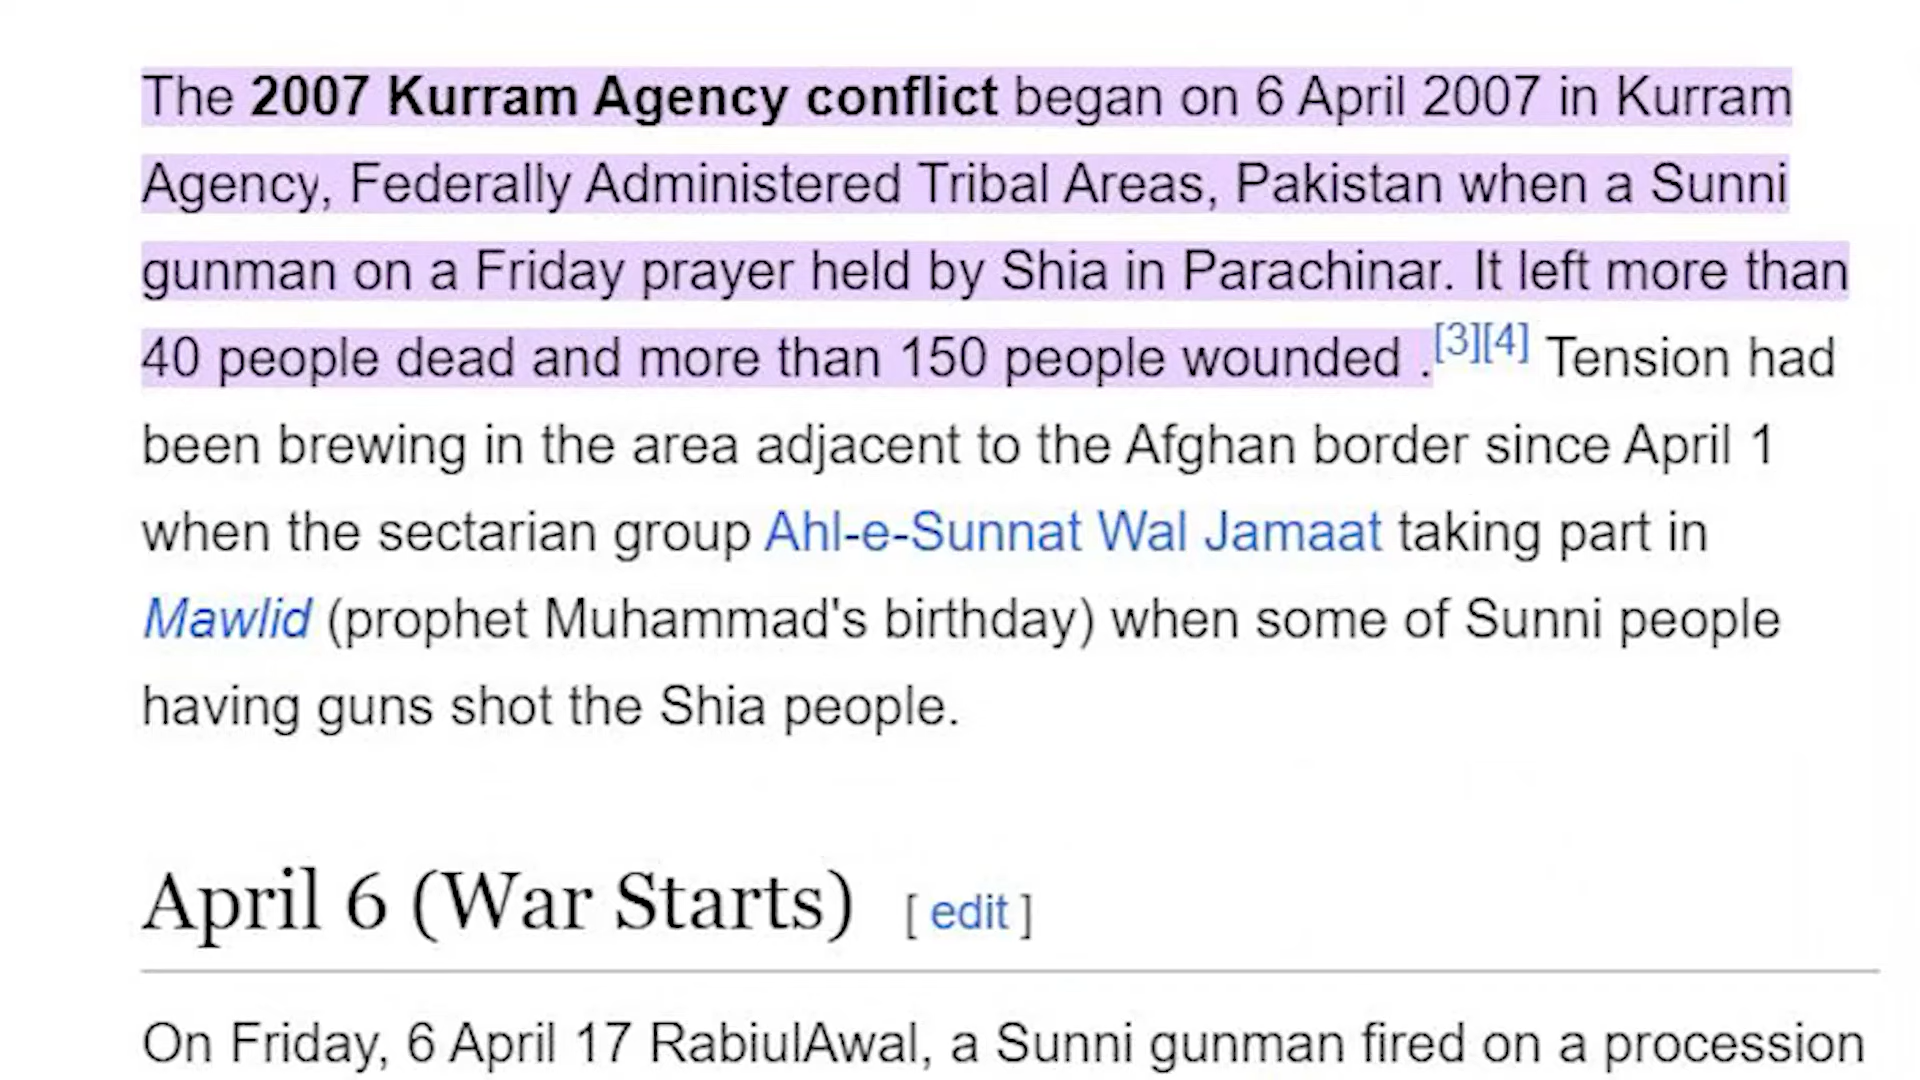 The 2007 Kurram Agency conflict began on 6 April 2007 in Kurram
Agency, Federally Administered Tribal Areas, Pakistan when a Sunni
gunman on a Friday prayer held by Shia in Parachinar. It left more than
40 people dead and more than 150 people wounded .[3][4] Tension had
been brewing in the area adjacent to the Afghan border since April 1
when the sectarian group Ahl-e-Sunnat Wal Jamaat taking part in
Mawlid (prophet Muhammad's birthday) when some of Sunni people
having guns shot the Shia people.
April 6 (War Starts) [ edit ]
On Friday, 6 April 17 RabiulAwal, a Sunni gunman fired on a procession